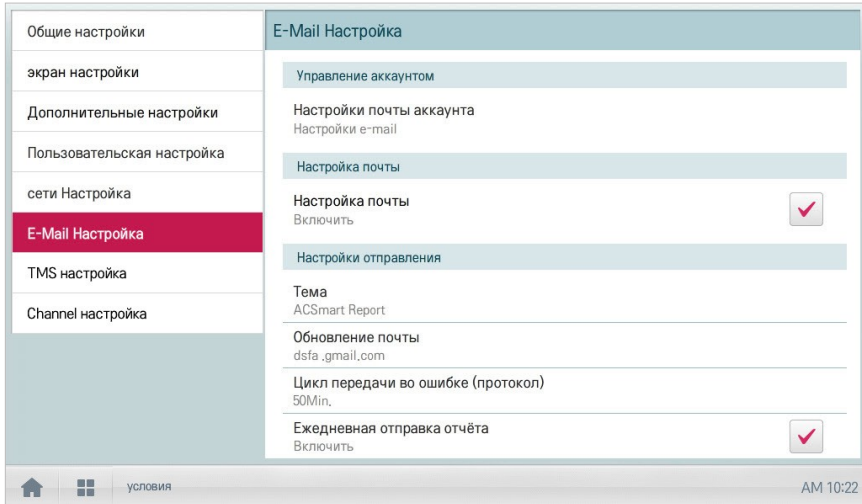 Общие настройки
экран настройки
Дополнительные настройки
Пользовательская настройка
сети Настройка
E-Mail Настройка
TMS настройка
Channel настройка
E-Mail Настройка
Управление аккаунтом
Настройки почты аккаунта
Настройки e-mail
Настройка почты
Настройка почты
Включить
Настройки отправления
Тема
ACSmart Report
Обновление почты
dsfa .gmail.com
Цикл передачи во ошибке (протокол)
50Min.
Ежедневная отправка отчёта
Включить
условия
AM 10:22